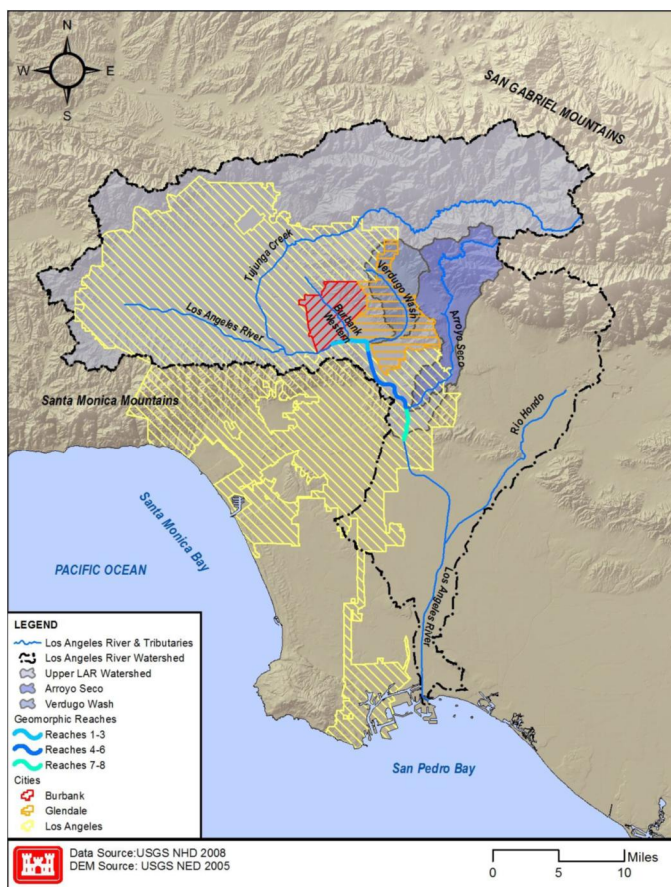 N
W E
S
SAN GABRIEL MOUNTAINS
Tujunga Creek
Verdugo Wash
Los Angeles River
Burbank
Western
Arroyo Seco
Santa Monica Mountains
Rio Hondo
Santa Monica Bay
PACIFIC OCEAN
Los Angeles River
San Pedro Bay
LEGEND
Los Angeles River & Tributaries
Los Angeles River Watershed
Upper LAR Watershed
Arroyo Seco
Verdugo Wash
Geomorphic Reaches
Reaches 1-3
Reaches 4-6
Reaches 7-8
Cities
Burbank
Glendale
Los Angeles
Data Source:USGS NHD 2008
DEM Source: USGS NED 2005
Miles
0 5 10